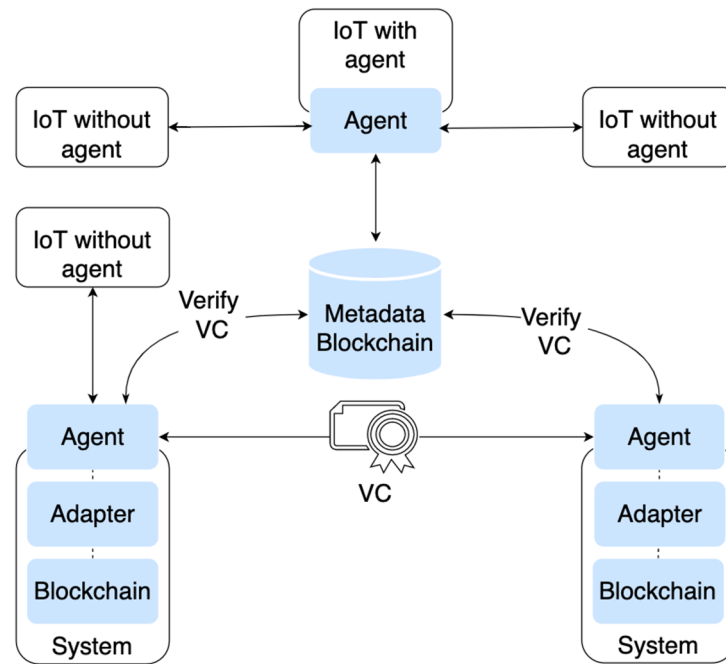 IoT with
agent
Agent
IoT without
agent
IoT without
agent
IoT without
agent
Metadata
Blockchain
Verify
VC
Verify
VC
VC
Agent
Adapter
Blockchain
System
Agent
Adapter
Blockchain
System